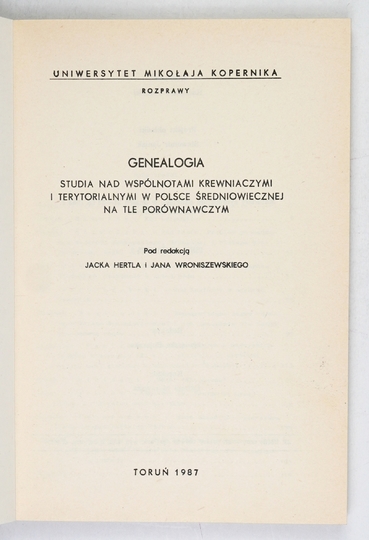 UNIWERSYTET MIKOŁAJA KOPERNIKA
ROZPRAWY
GENEALOGIA
STUDIA NAD WSPÓLNOTAMI KREWNIACZYMI
I TERYTORIALNYMI W POLSCE ŚREDNIOWIECZNEJ
NA TLE PORÓWNAWCZYM
Pod redakcją
JACKA HERTLA I JANA WRONISZEWSKIEGO
TORUŃ 1987